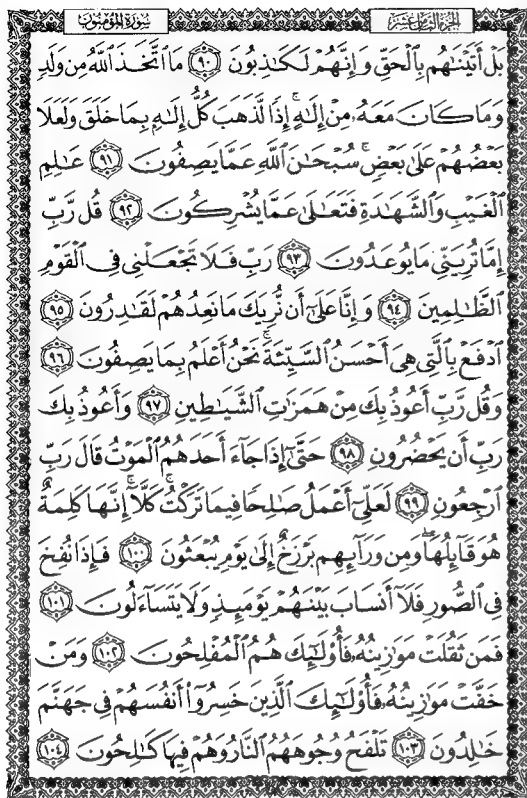 سورة المؤمنون
الجزء الثامن عشر
بَلْ أَتَيْنَٰهُم بِٱلْحَقِّ وَإِنَّهُمْ لَكَٰذِبُونَ ٩٠ مَا ٱتَّخَذَ ٱللَّهُ مِن وَلَدٍ
وَمَا كَانَ مَعَهُۥ مِنْ إِلَٰهٍ ۚ إِذًا لَّذَهَبَ كُلُّ إِلَٰهٍۭ بِمَا خَلَقَ وَلَعَلَا
بَعْضُهُمْ عَلَىٰ بَعْضٍ ۚ سُبْحَٰنَ ٱللَّهِ عَمَّا يَصِفُونَ ٩١ عَٰلِمِ
ٱلْغَيْبِ وَٱلشَّهَٰدَةِ فَتَعَٰلَىٰ عَمَّا يُشْرِكُونَ ٩٢ قُل رَّبِّ
إِمَّا تُرِيَنِّى مَا يُوعَدُونَ ٩٣ رَبِّ فَلَا تَجْعَلْنِى فِى ٱلْقَوْمِ
ٱلظَّٰلِمِينَ ٩٤ وَإِنَّا عَلَىٰٓ أَن نُّرِيَكَ مَا نَعِدُهُمْ لَقَٰدِرُونَ ٩٥
ٱدْفَعْ بِٱلَّتِى هِىَ أَحْسَنُ ٱلسَّيِّئَةَ ۚ نَحْنُ أَعْلَمُ بِمَا يَصِفُونَ ٩٦
وَقُل رَّبِّ أَعُوذُ بِكَ مِنْ هَمَزَٰتِ ٱلشَّيَٰطِينِ ٩٧ وَأَعُوذُ بِكَ
رَبِّ أَن يَحْضُرُونِ ٩٨ حَتَّىٰٓ إِذَا جَآءَ أَحَدَهُمُ ٱلْمَوْتُ قَالَ رَبِّ
ٱرْجِعُونِ ٩٩ لَعَلِّىٓ أَعْمَلُ صَٰلِحًا فِيمَا تَرَكْتُ ۚ كَلَّآ ۚ إِنَّهَا كَلِمَةٌ
هُوَ قَآئِلُهَا ۖ وَمِن وَرَآئِهِم بَرْزَخٌ إِلَىٰ يَوْمِ يُبْعَثُونَ ١٠٠ فَإِذَا نُفِخَ
فِى ٱلصُّورِ فَلَآ أَنسَابَ بَيْنَهُمْ يَوْمَئِذٍ وَلَا يَتَسَآءَلُونَ ١٠١
فَمَن ثَقُلَتْ مَوَٰزِينُهُۥ فَأُو۟لَٰٓئِكَ هُمُ ٱلْمُفْلِحُونَ ١٠٢ وَمَنْ
خَفَّتْ مَوَٰزِينُهُۥ فَأُو۟لَٰٓئِكَ ٱلَّذِينَ خَسِرُوٓا۟ أَنفُسَهُمْ فِى جَهَنَّمَ
خَٰلِدُونَ ١٠٣ تَلْفَحُ وُجُوهَهُمُ ٱلنَّارُ وَهُمْ فِيهَا كَٰلِحُونَ ١٠٤